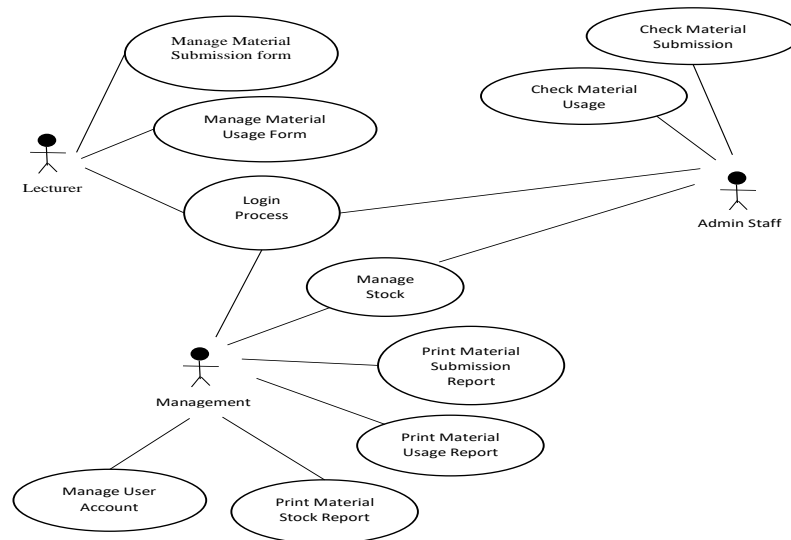 Manage Material
Submission form
Check Material
Submission
Check Material
Usage
Manage Material
Usage Form
Lecturer
Login
Process
Admin Staff
Manage
Stock
Print Material
Submission
Report
Management
Print Material
Usage Report
Manage User
Account
Print Material
Stock Report